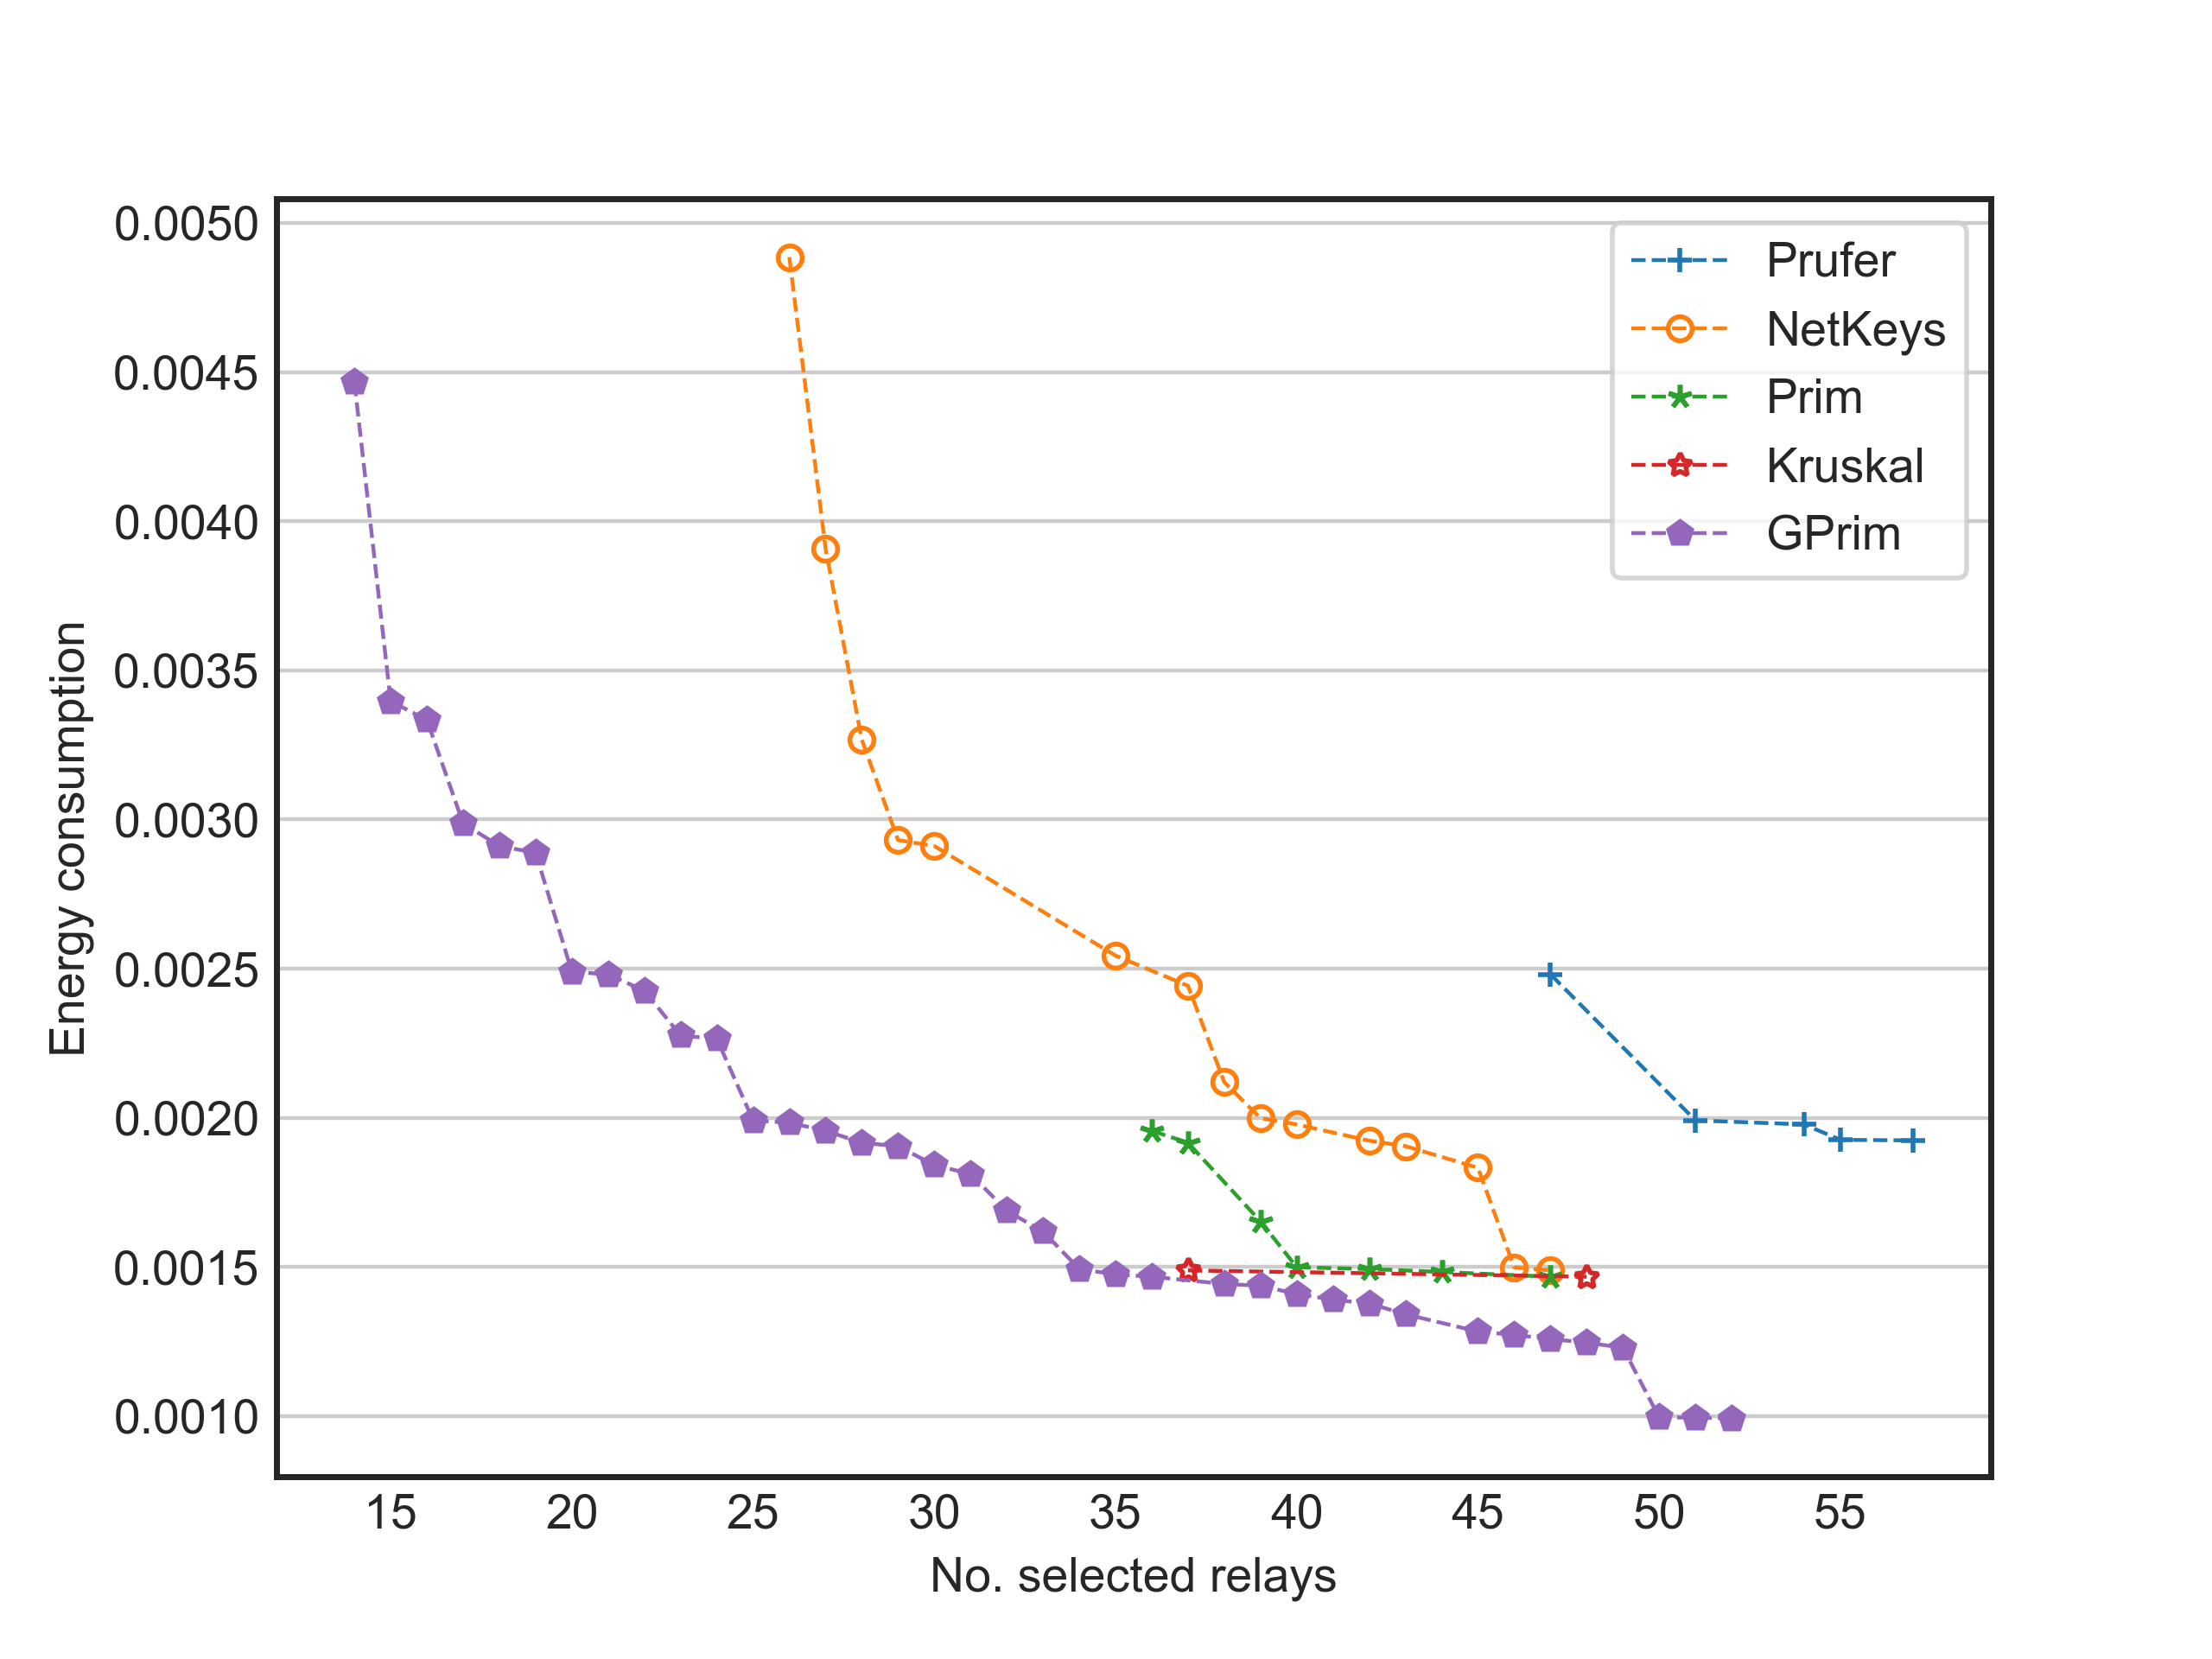 0.0050
0.0045
0.0040
0.0035
0.0030
0.0025
0.0020
0.0015
0.0010
Energy consumption
15 20 25 30 35 40 45 50 55
No. selected relays
Prufer
NetKeys
Prim
Kruskal
GPrim